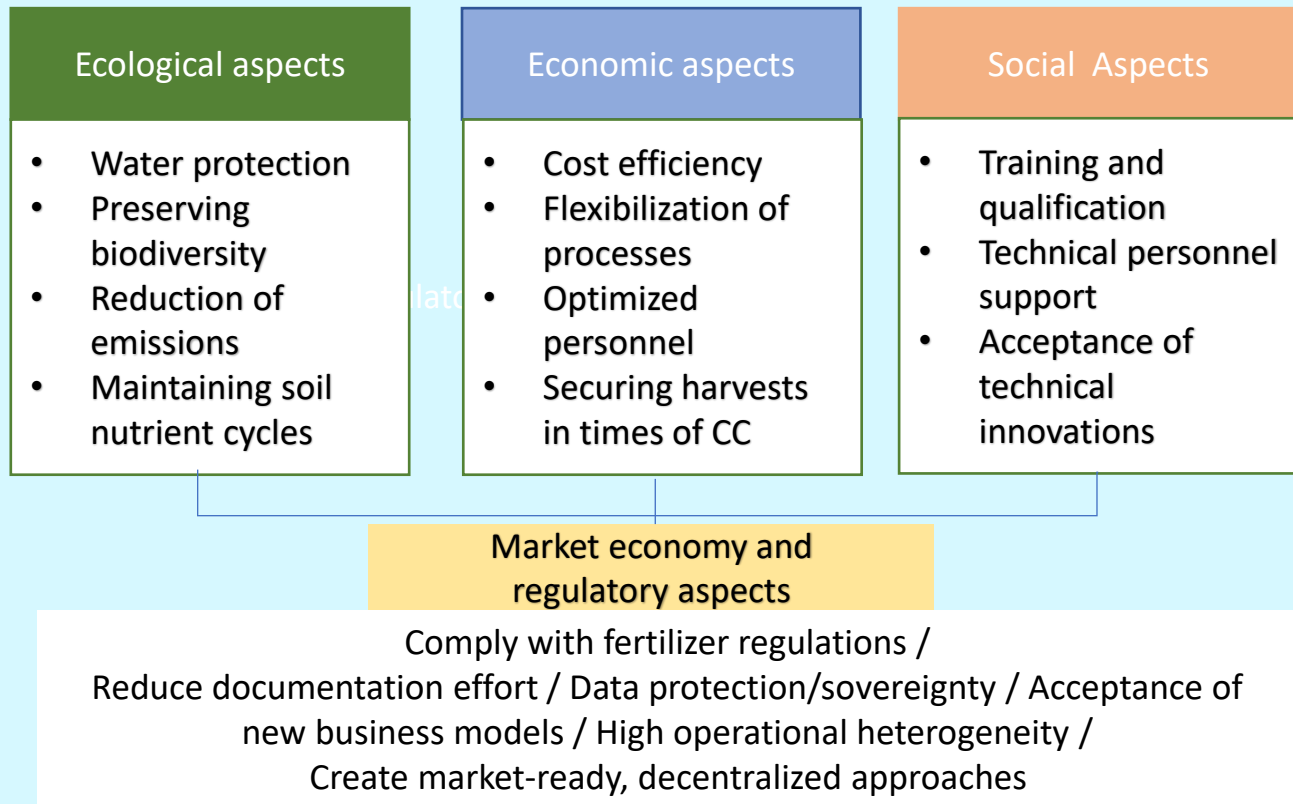 Ecological aspects
• Water protection
• Preserving
biodiversity
• Reduction of
emissions
• Maintaining soil
nutrient cycles
Economic aspects
• Cost efficiency
• Flexibilization of
processes
• Optimized
personnel
• Securing harvests
in times of CC
Social Aspects
• Training and
qualification
• Technical personnel
support
• Acceptance of
technical
innovations
Market economy and
regulatory aspects
Comply with fertilizer regulations /
Reduce documentation effort / Data protection/sovereignty / Acceptance of
new business models / High operational heterogeneity /
Create market-ready, decentralized approaches